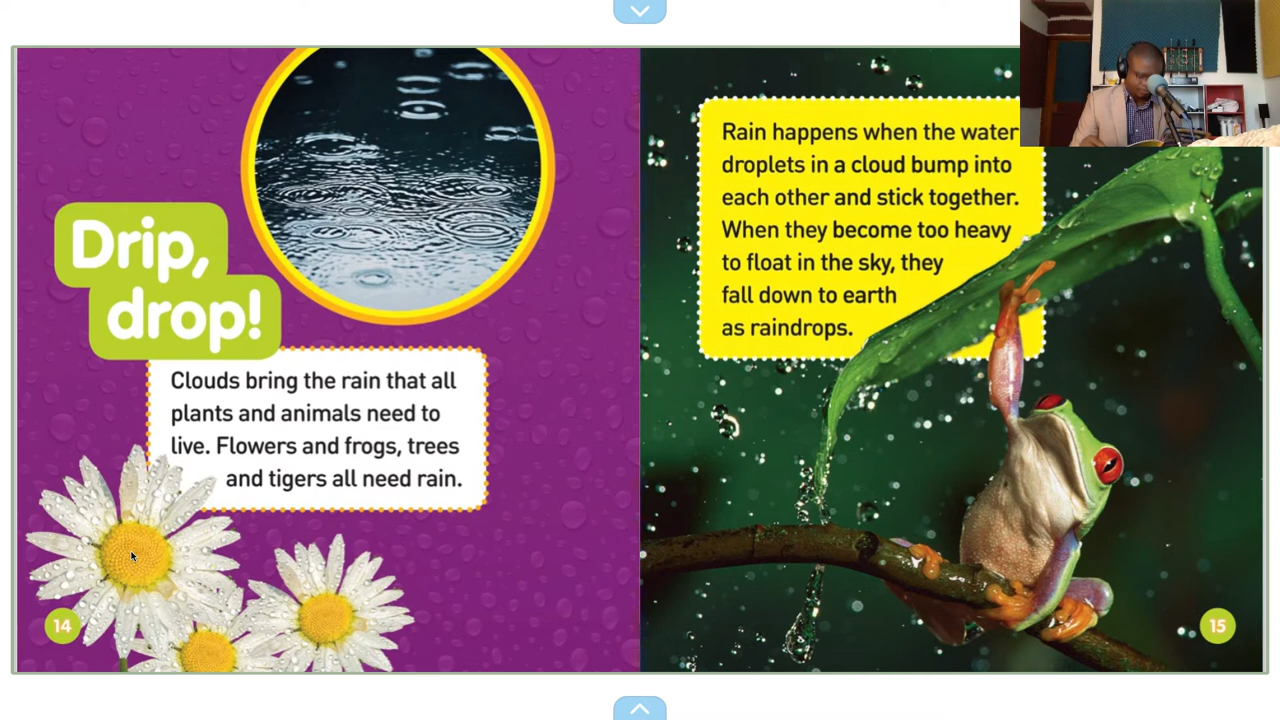 Drip,
drop!
Clouds bring the rain that all
plants and animals need to
live. Flowers and frogs, trees
and tigers all need rain.
14
Rain happens when the water
droplets in a cloud bump into
each other and stick together.
When they become too heavy
to float in the sky, they
fall down to earth
as raindrops.
15